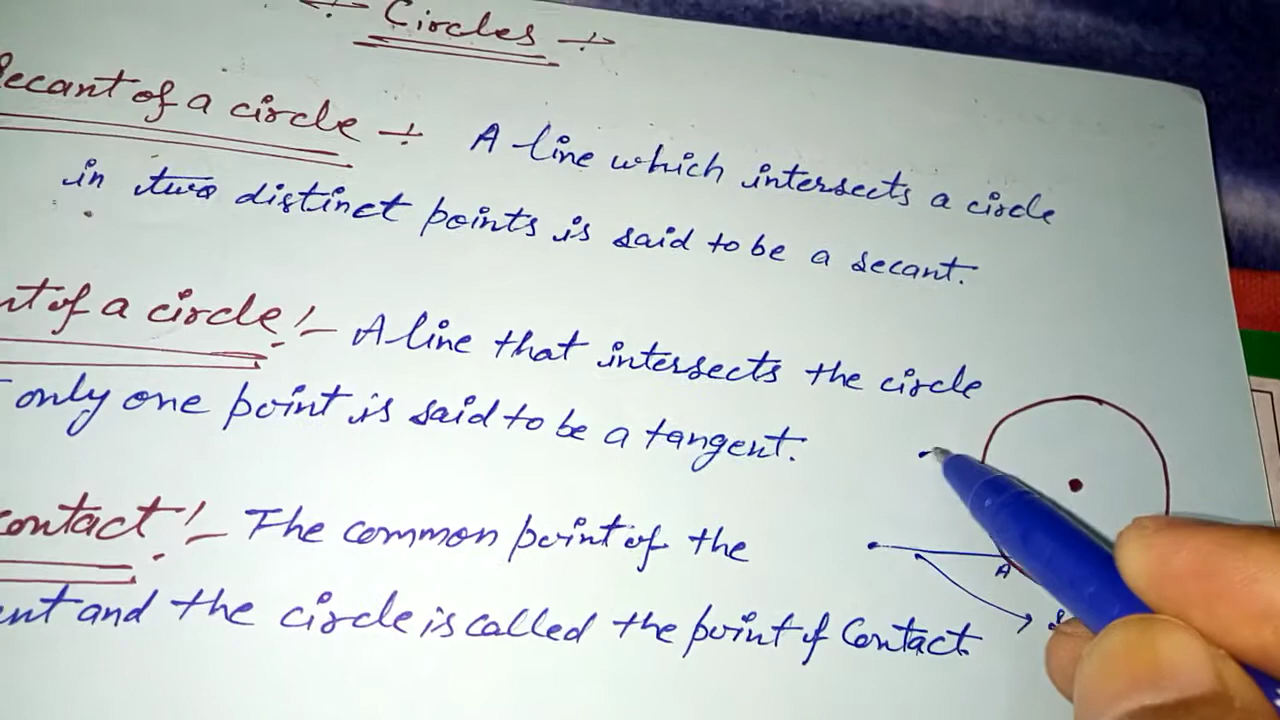 Circles
Secant of a circle ÷ A line which intersects a circle
in two distinct points is said to be a secant.
of a circle :- A line that intersects the circle
only one point is said to be a tangent.
contact :- The common point of the
and the circle is called the point of Contact.
A